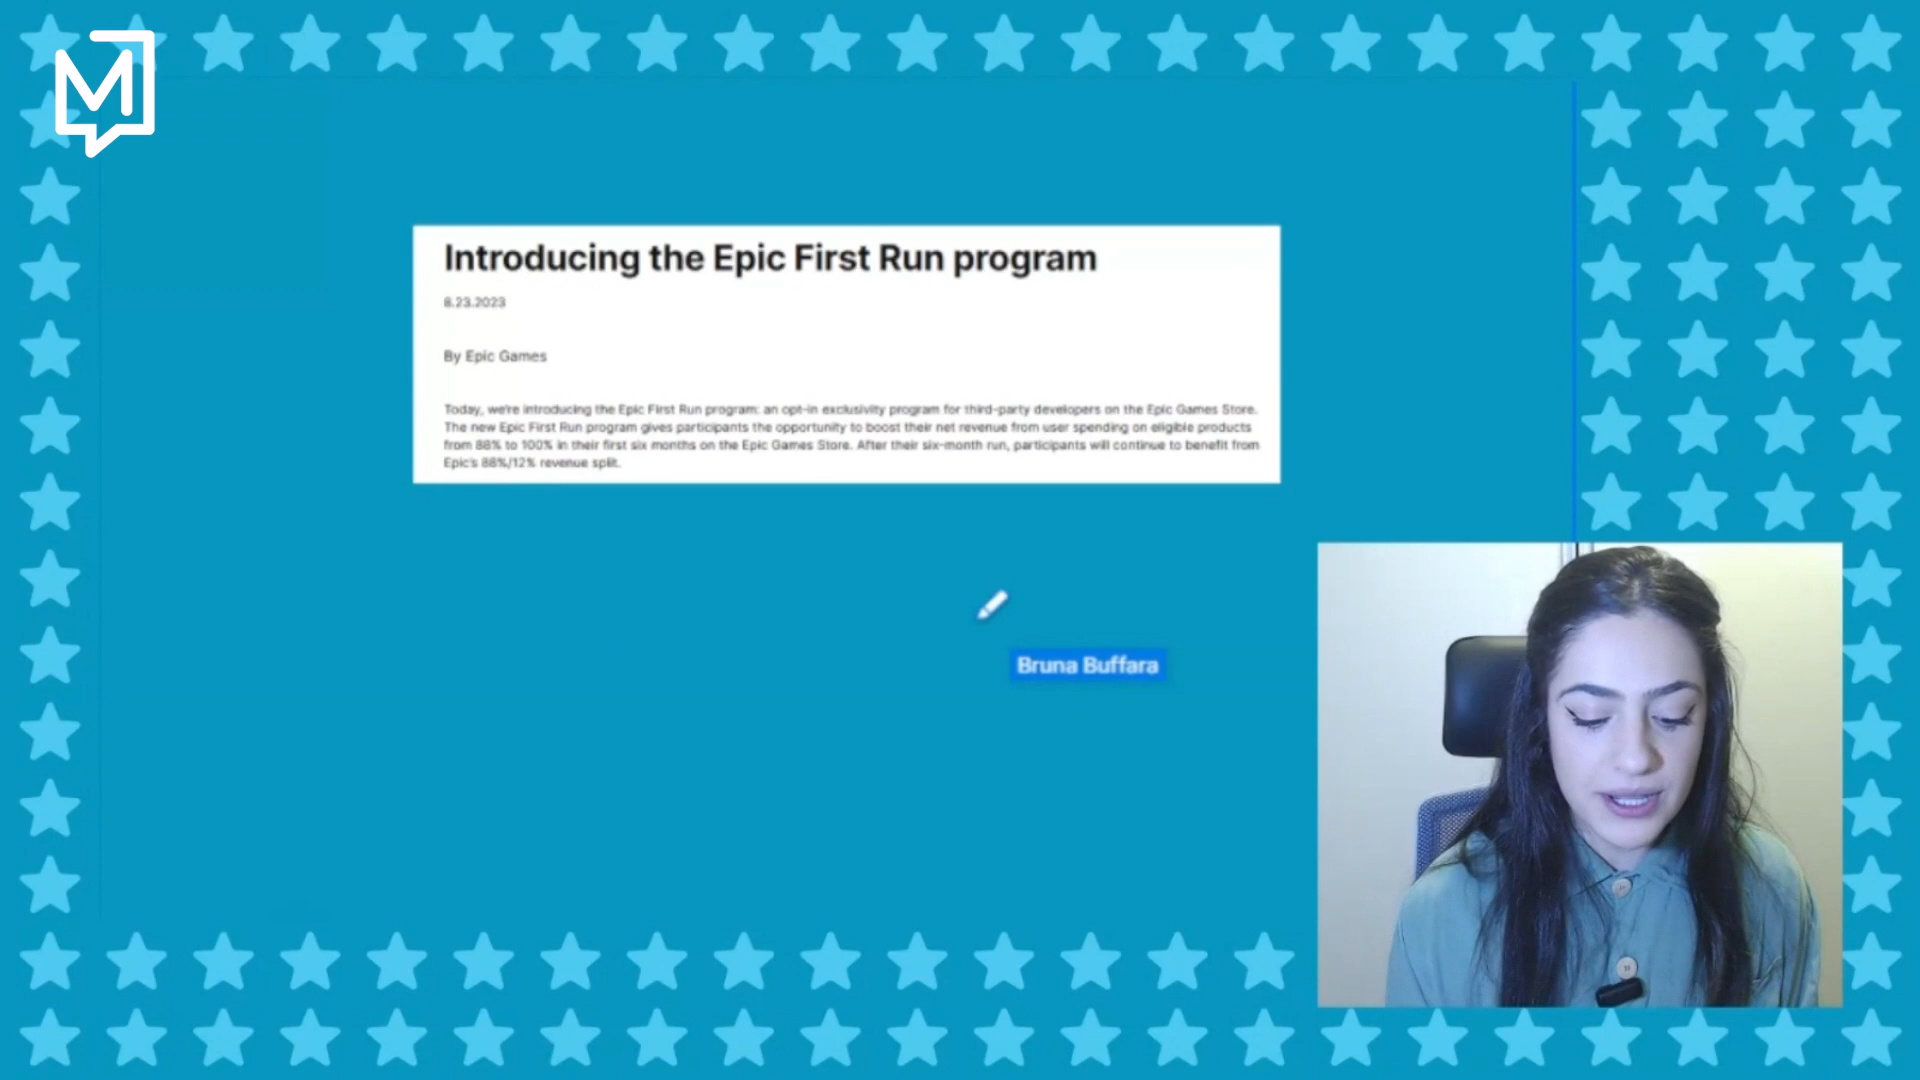 M
Introducing the Epic First Run program
8.23.2023
By Epic Games
Today, we're introducing the Epic First Run program: an opt-in exclusivity program for third-party developers on the Epic Games Store.
The new Epic First Run program gives participants the opportunity to boost their net revenue from user spending on eligible products
from 88% to 100% in their first six months on the Epic Games Store. After their six-month run, participants will continue to benefit from
Epic's 88%/12% revenue split.
Bruna Buffara